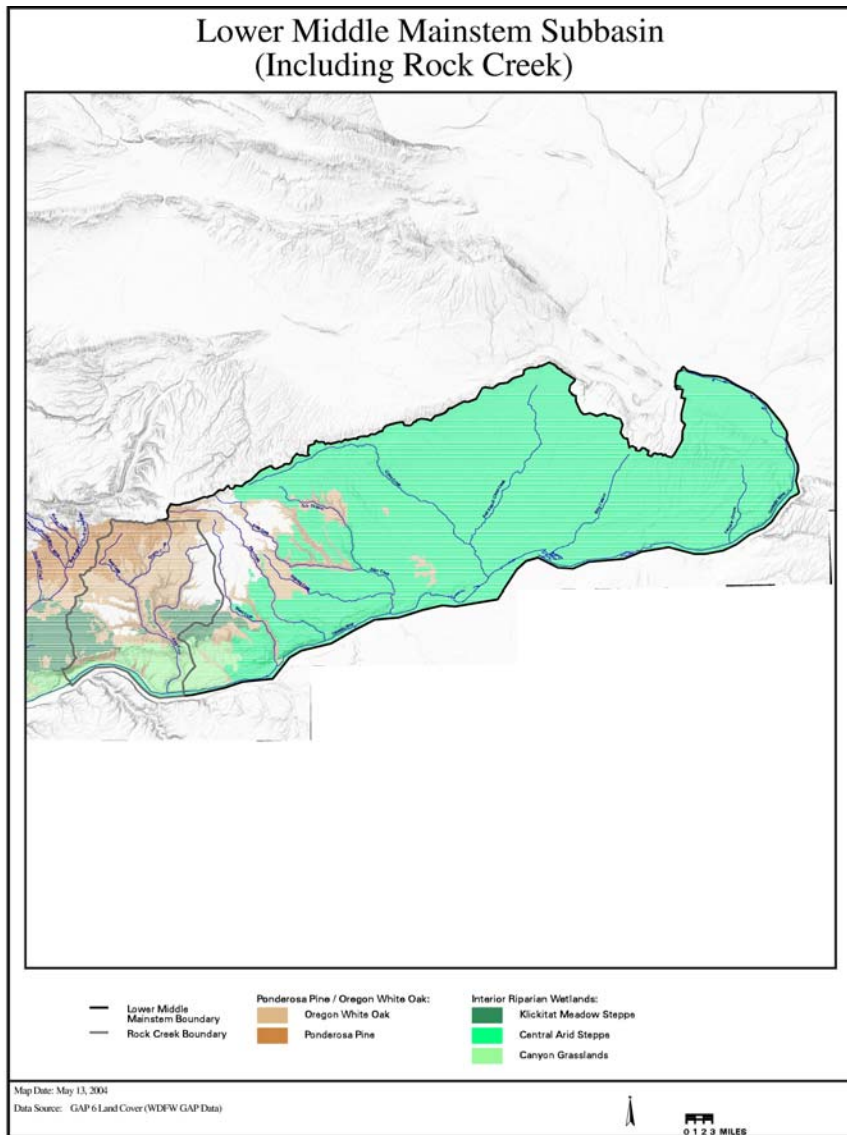 Lower Middle Mainstem Subbasin
(Including Rock Creek)
Lower Middle
Mainstem Boundary
Rock Creek Boundary
Ponderosa Pine / Oregon White Oak:
Oregon White Oak
Ponderosa Pine
Interior Riparian Wetlands:
Klickitat Meadow Steppe
Central Arid Steppe
Canyon Grasslands
Map Date: May 13, 2004
Data Source: GAP 6 Land Cover (WDFW GAP Data)
0 1 2 3 MILES